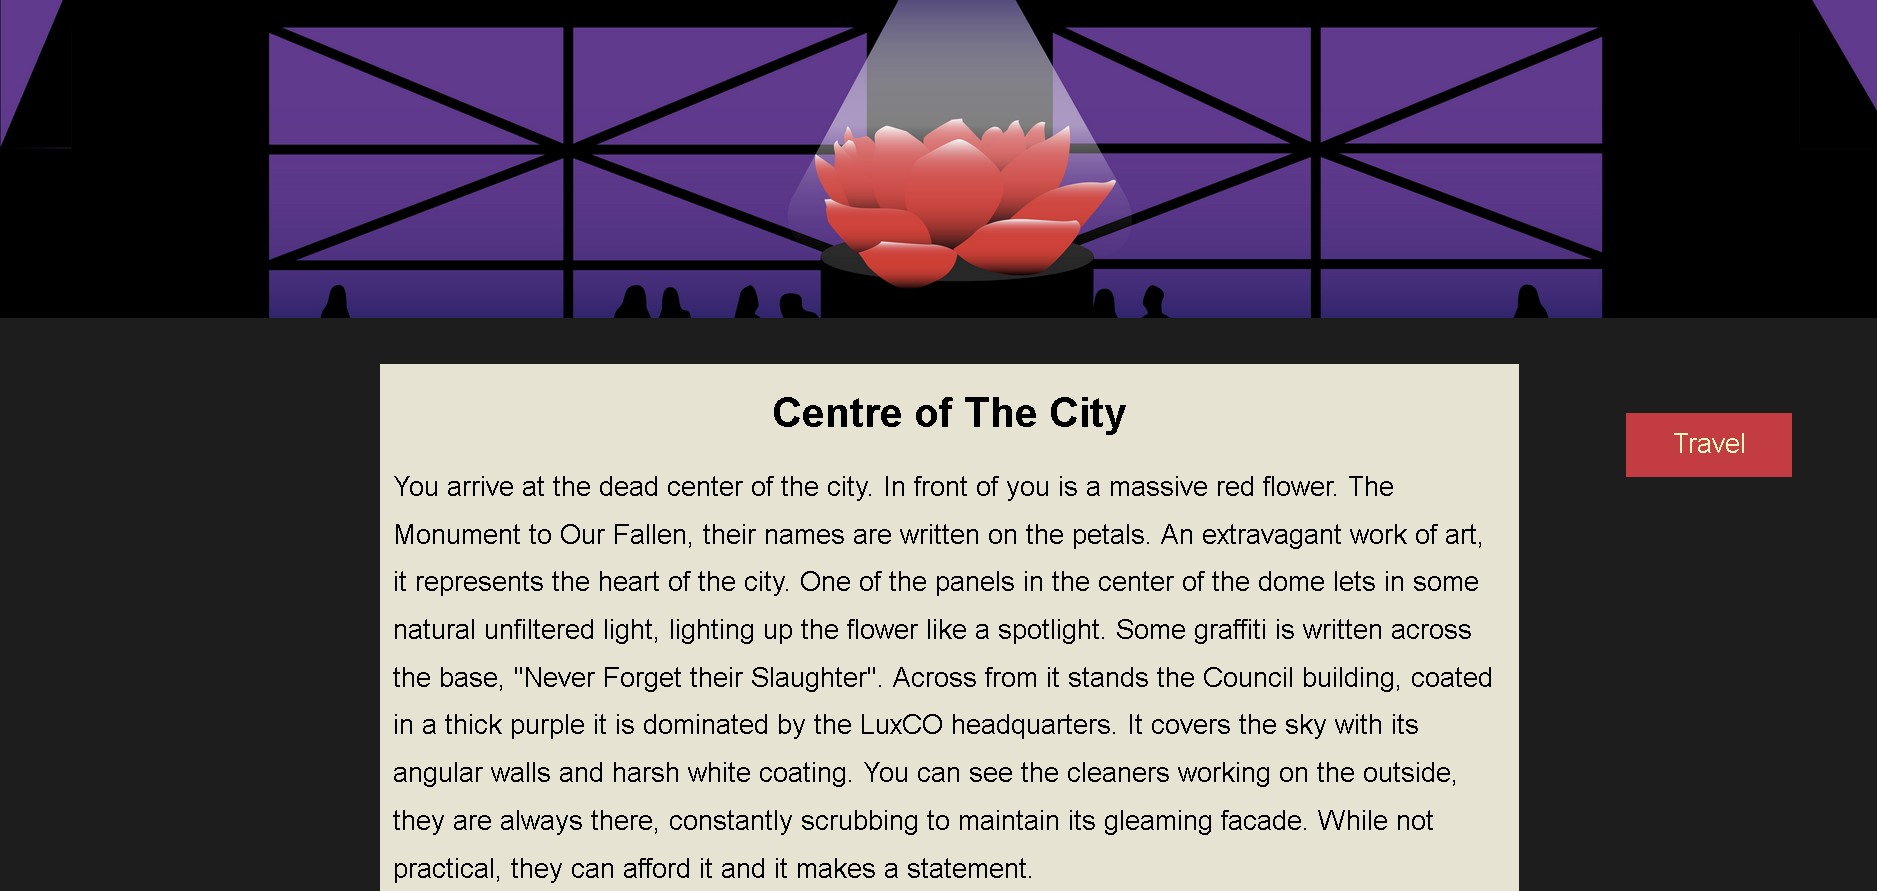 Centre of The City
Travel
You arrive at the dead center of the city. In front of you is a massive red flower. The
Monument to Our Fallen, their names are written on the petals. An extravagant work of art,
it represents the heart of the city. One of the panels in the center of the dome lets in some
natural unfiltered light, lighting up the flower like a spotlight. Some graffiti is written across
the base, "Never Forget their Slaughter". Across from it stands the Council building, coated
in a thick purple it is dominated by the LuxCO headquarters. It covers the sky with its
angular walls and harsh white coating. You can see the cleaners working on the outside,
they are always there, constantly scrubbing to maintain its gleaming facade. While not
practical, they can afford it and it makes a statement.